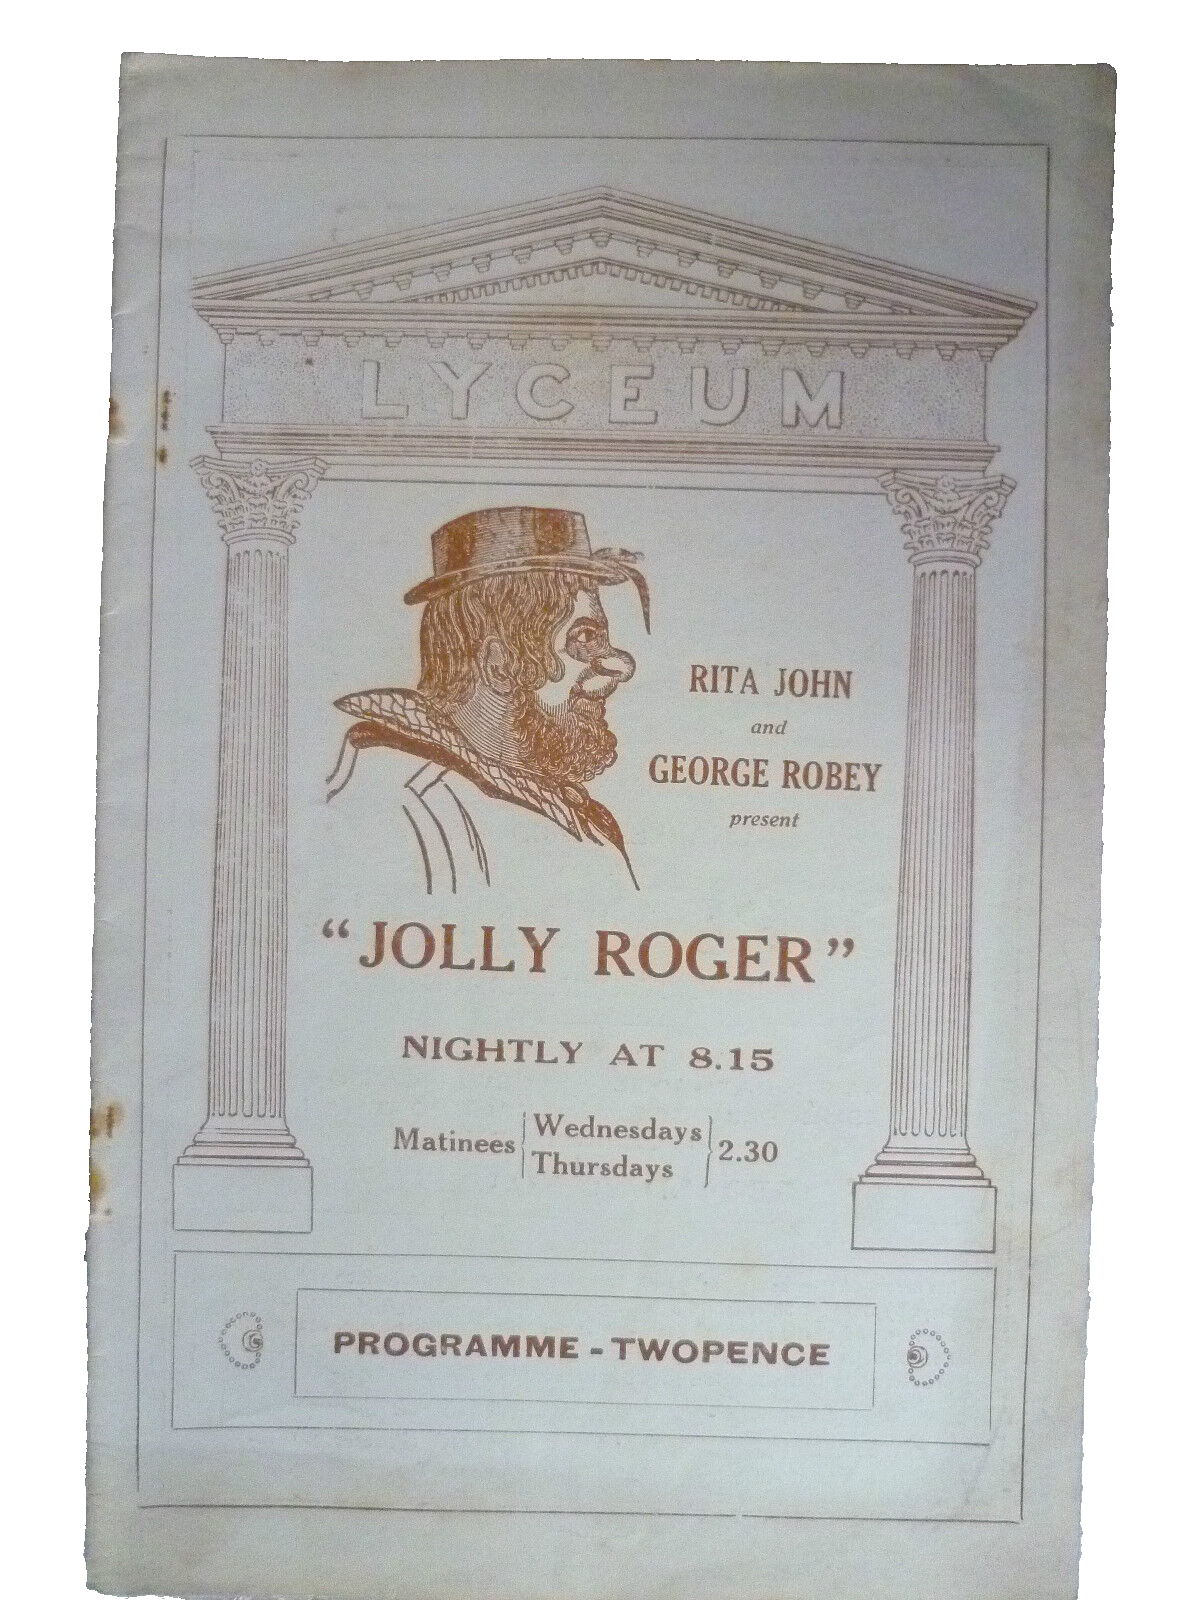 LYCEUM
RITA JOHN
and
GEORGE ROBEY
present
"JOLLY ROGER"
NIGHTLY AT 8.15
Matinees { Wednesdays Thursdays } 2.30
PROGRAMME - TWOPENCE